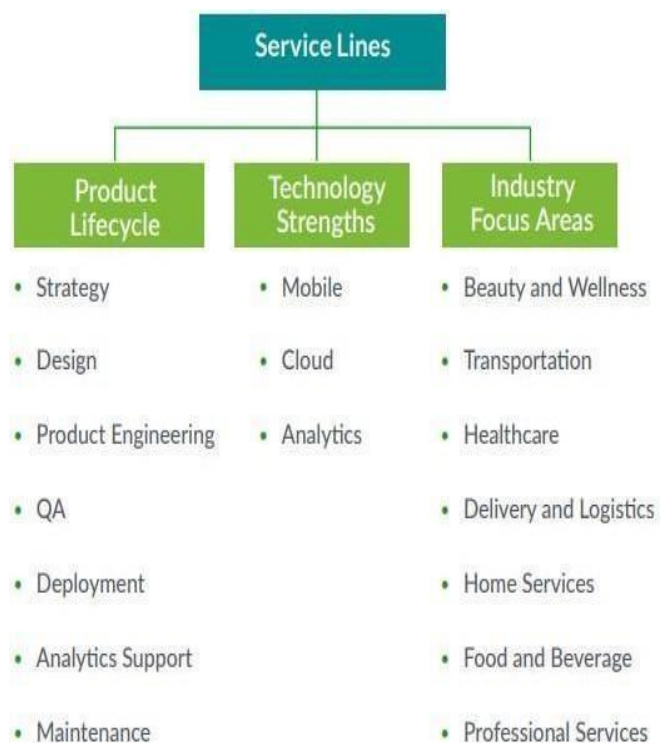 Service Lines
Product
Lifecycle
• Strategy
• Design
• Product Engineering
• QA
• Deployment
• Analytics Support
• Maintenance
Technology
Strengths
• Mobile
• Cloud
• Analytics
Industry
Focus Areas
• Beauty and Wellness
• Transportation
• Healthcare
• Delivery and Logistics
• Home Services
• Food and Beverage
• Professional Services